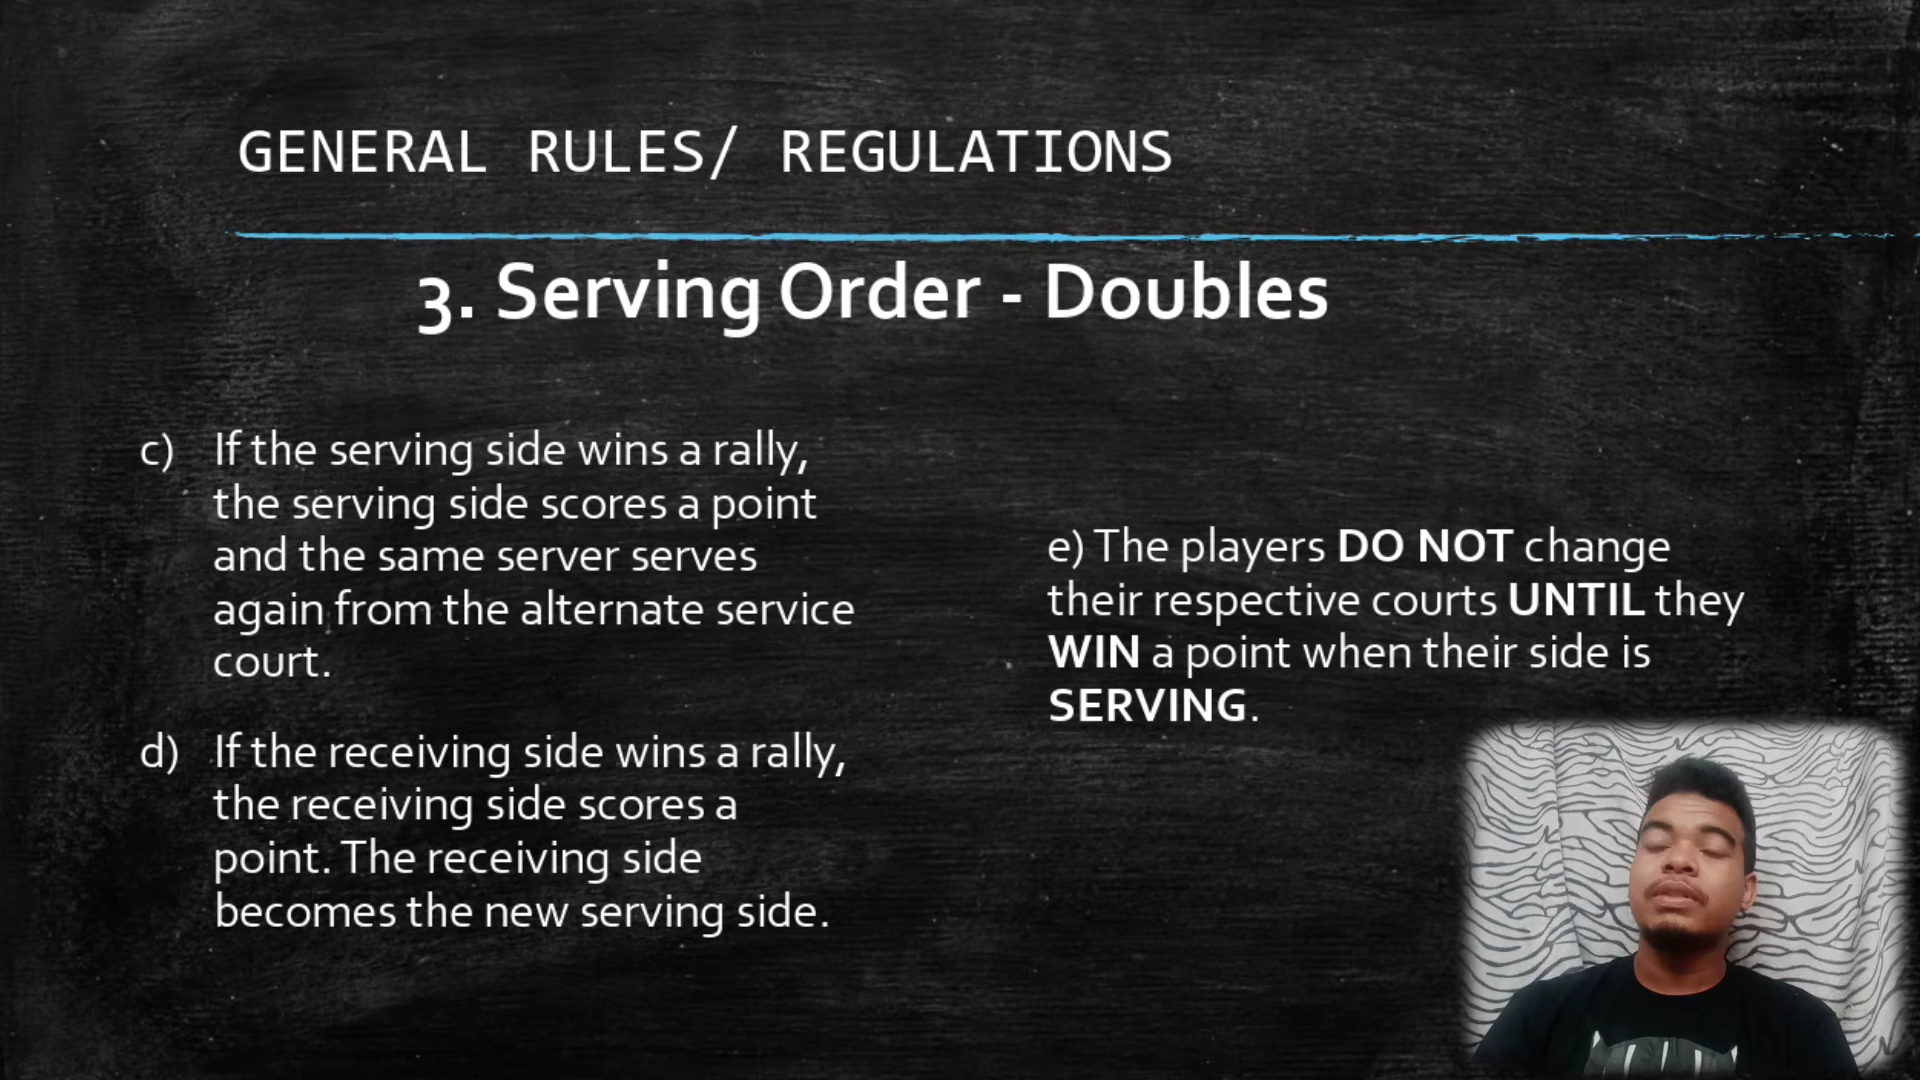 GENERAL RULES/ REGULATIONS
3. Serving Order - Doubles
c) If the serving side wins a rally,
the serving side scores a point
and the same server serves
again from the alternate service
court.
d) If the receiving side wins a rally,
the receiving side scores a
point. The receiving side
becomes the new serving side.
e) The players DO NOT change
their respective courts UNTIL they
WIN a point when their side is
SERVING.